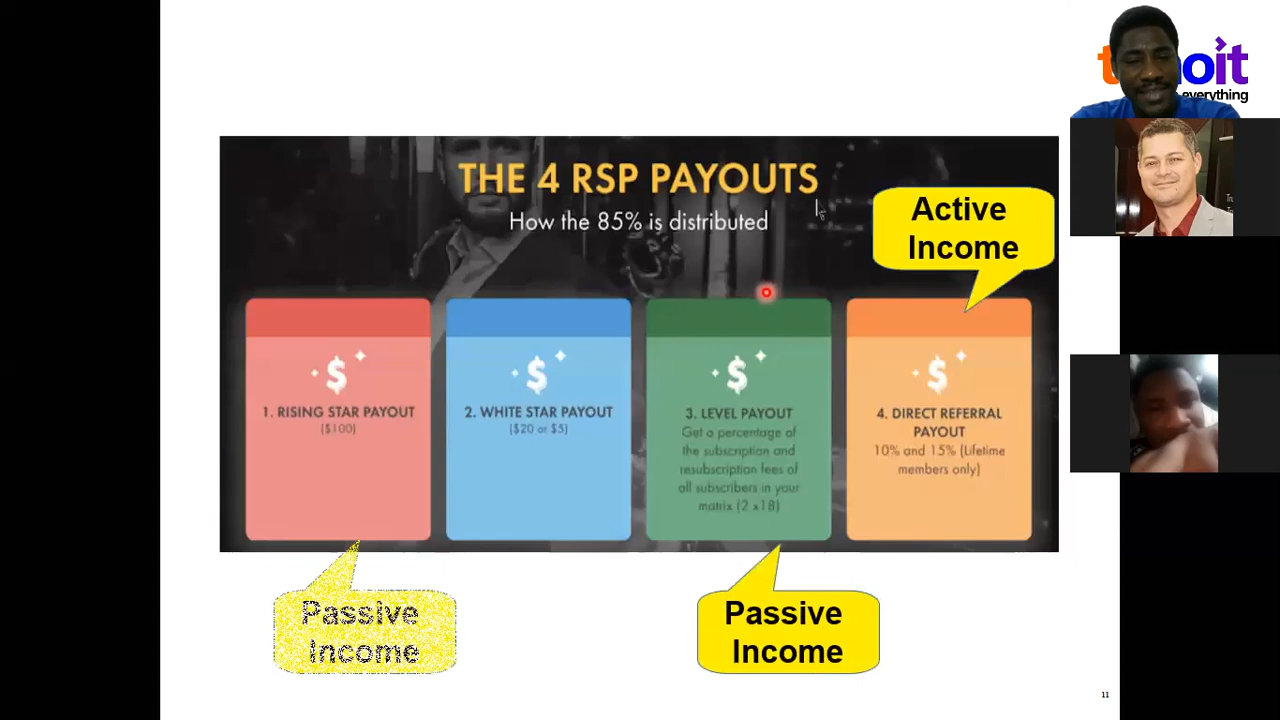 THE 4 RSP PAYOUTS
How the 85% is distributed
Active
Income
1. RISING STAR PAYOUT
($100)
2. WHITE STAR PAYOUT
($20 or $5)
3. LEVEL PAYOUT
Get a percentage of
the subscription and
resubscription fees of
all subscribers in your
matrix (2 x18)
4. DIRECT REFERRAL
PAYOUT
10% and 15% (Lifetime
members only)
Passive
Income
Passive
Income
everything
11